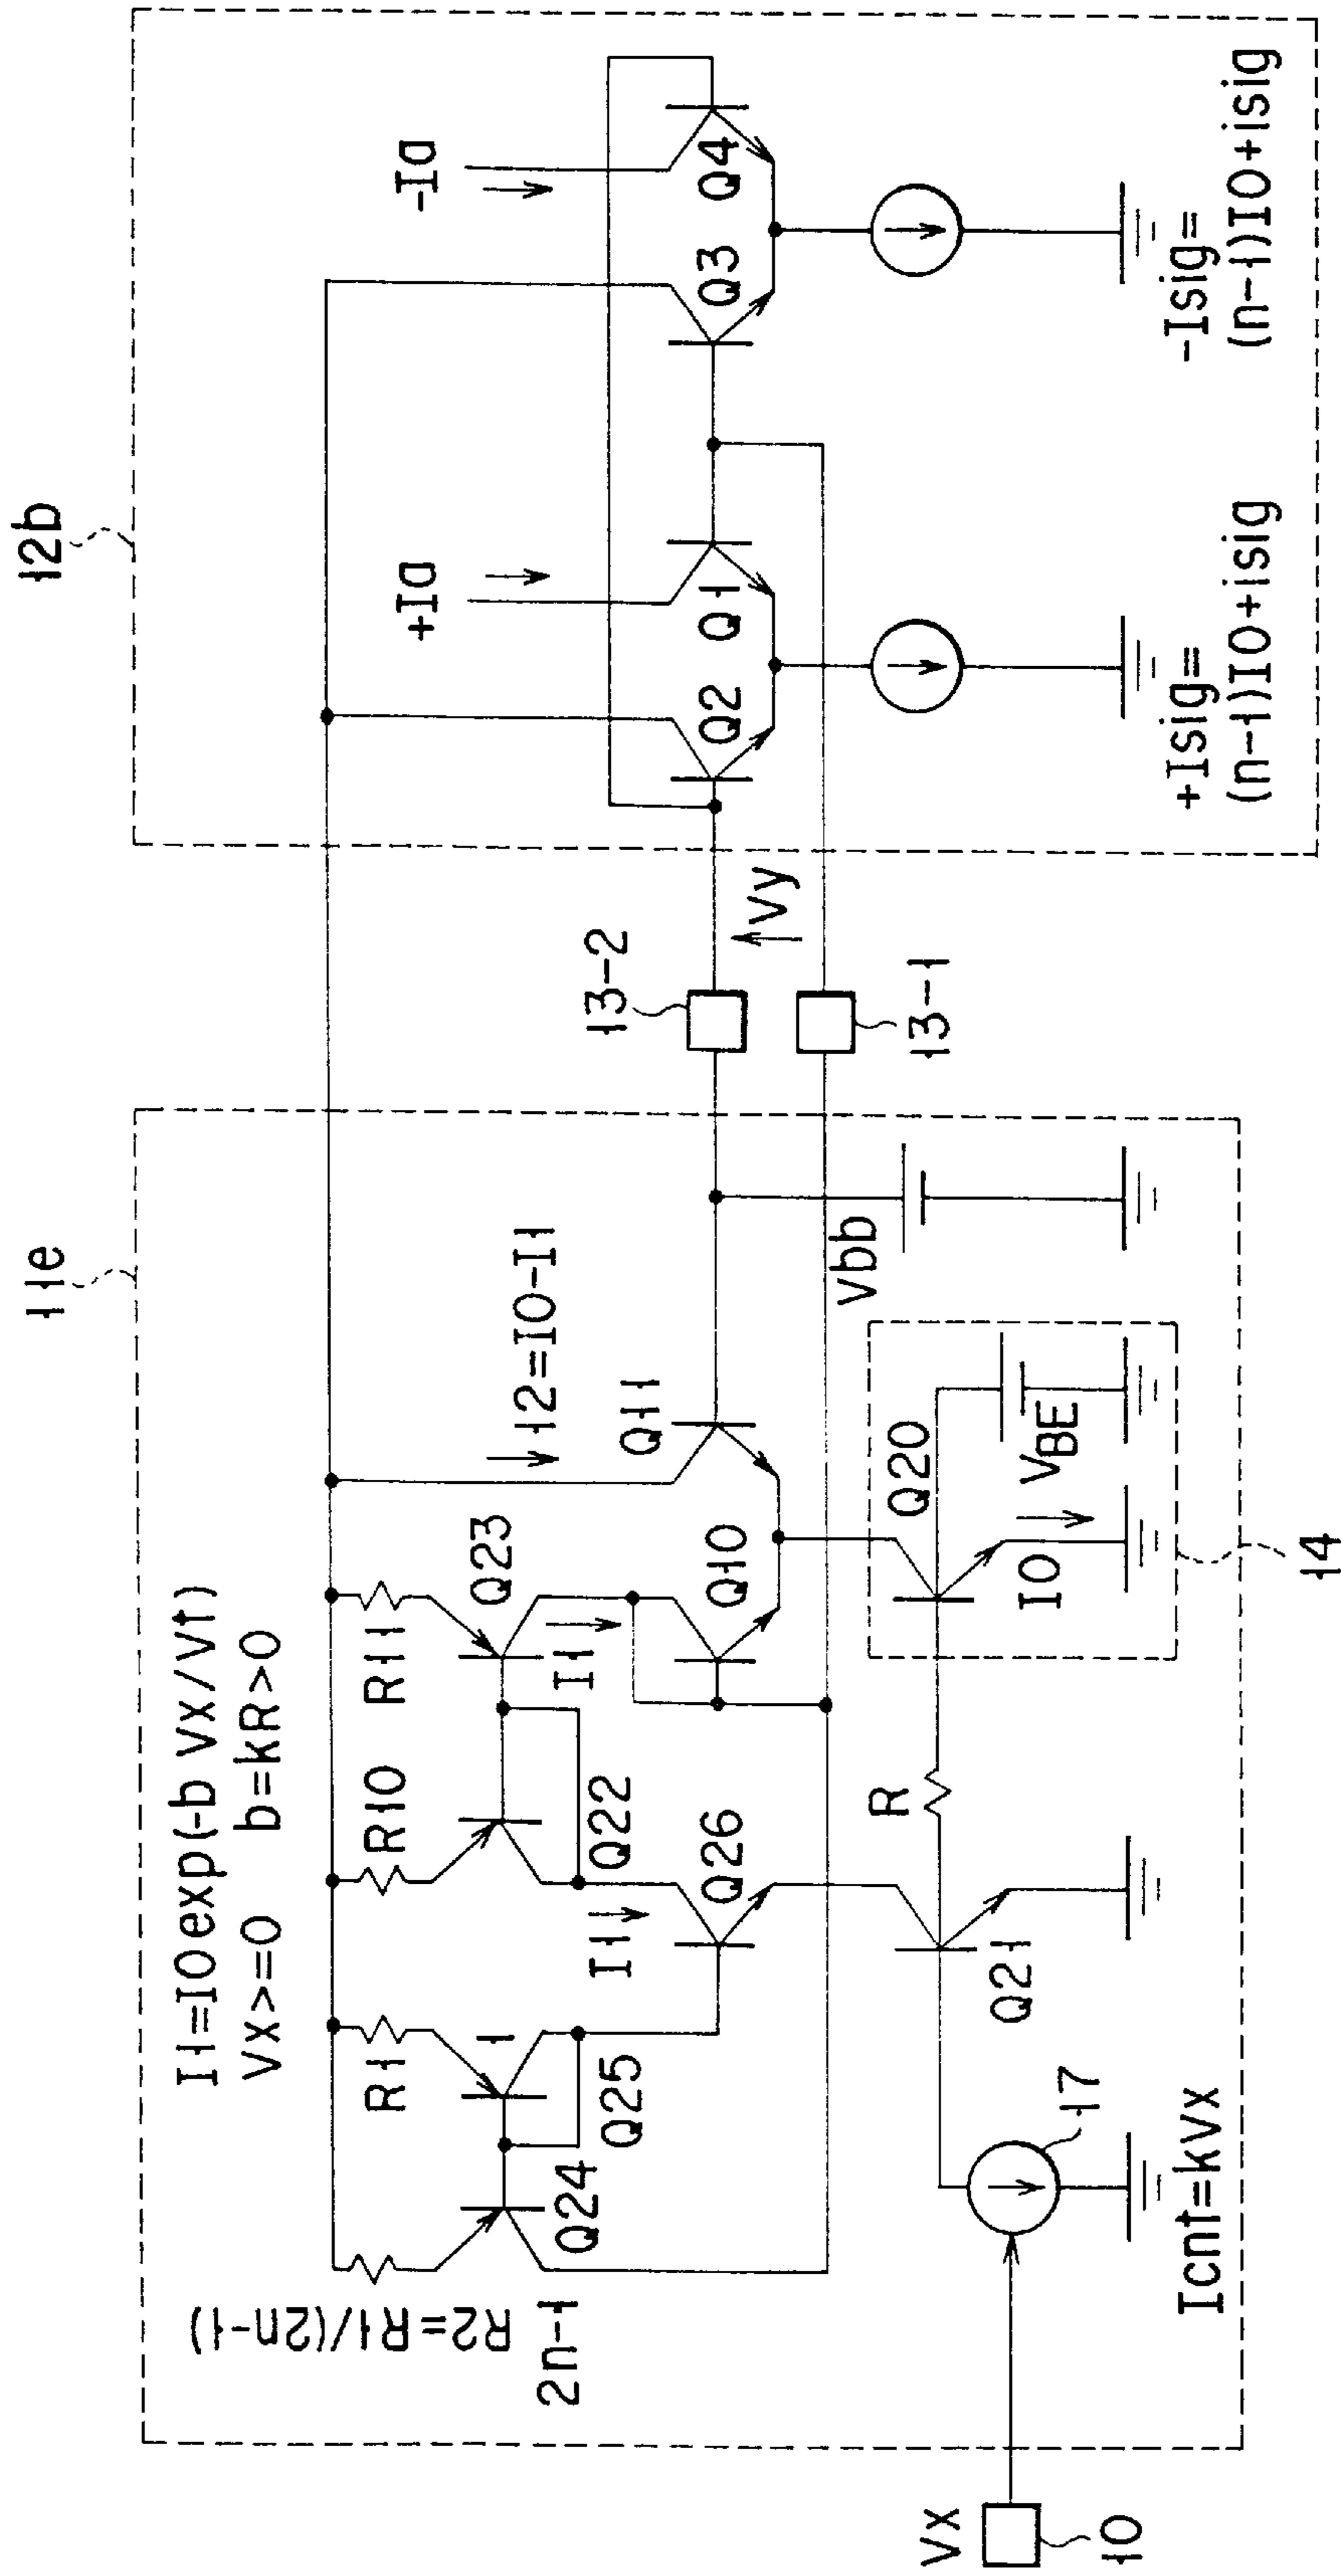 11e
12b
I1=I0exp(-b Vx/Vt)
Vx>=0 b=kR>0
R2=R1/(2n-1)
2n-1
Q24
R1
1
Q25
R10
Q22
I1
Q26
R11
Q23
I1
Q10
I2=I0-I1
Q11
Vbb
13-2
13-1
Vy
+Ia
-Ia
Q2
Q1
Q3
Q4
+Isig=
(n-1)I0+isig
-Isig=
(n-1)I0+isig
Vx
10
17
Icnt=kVx
Q21
R
Q20
I0
VBE
14